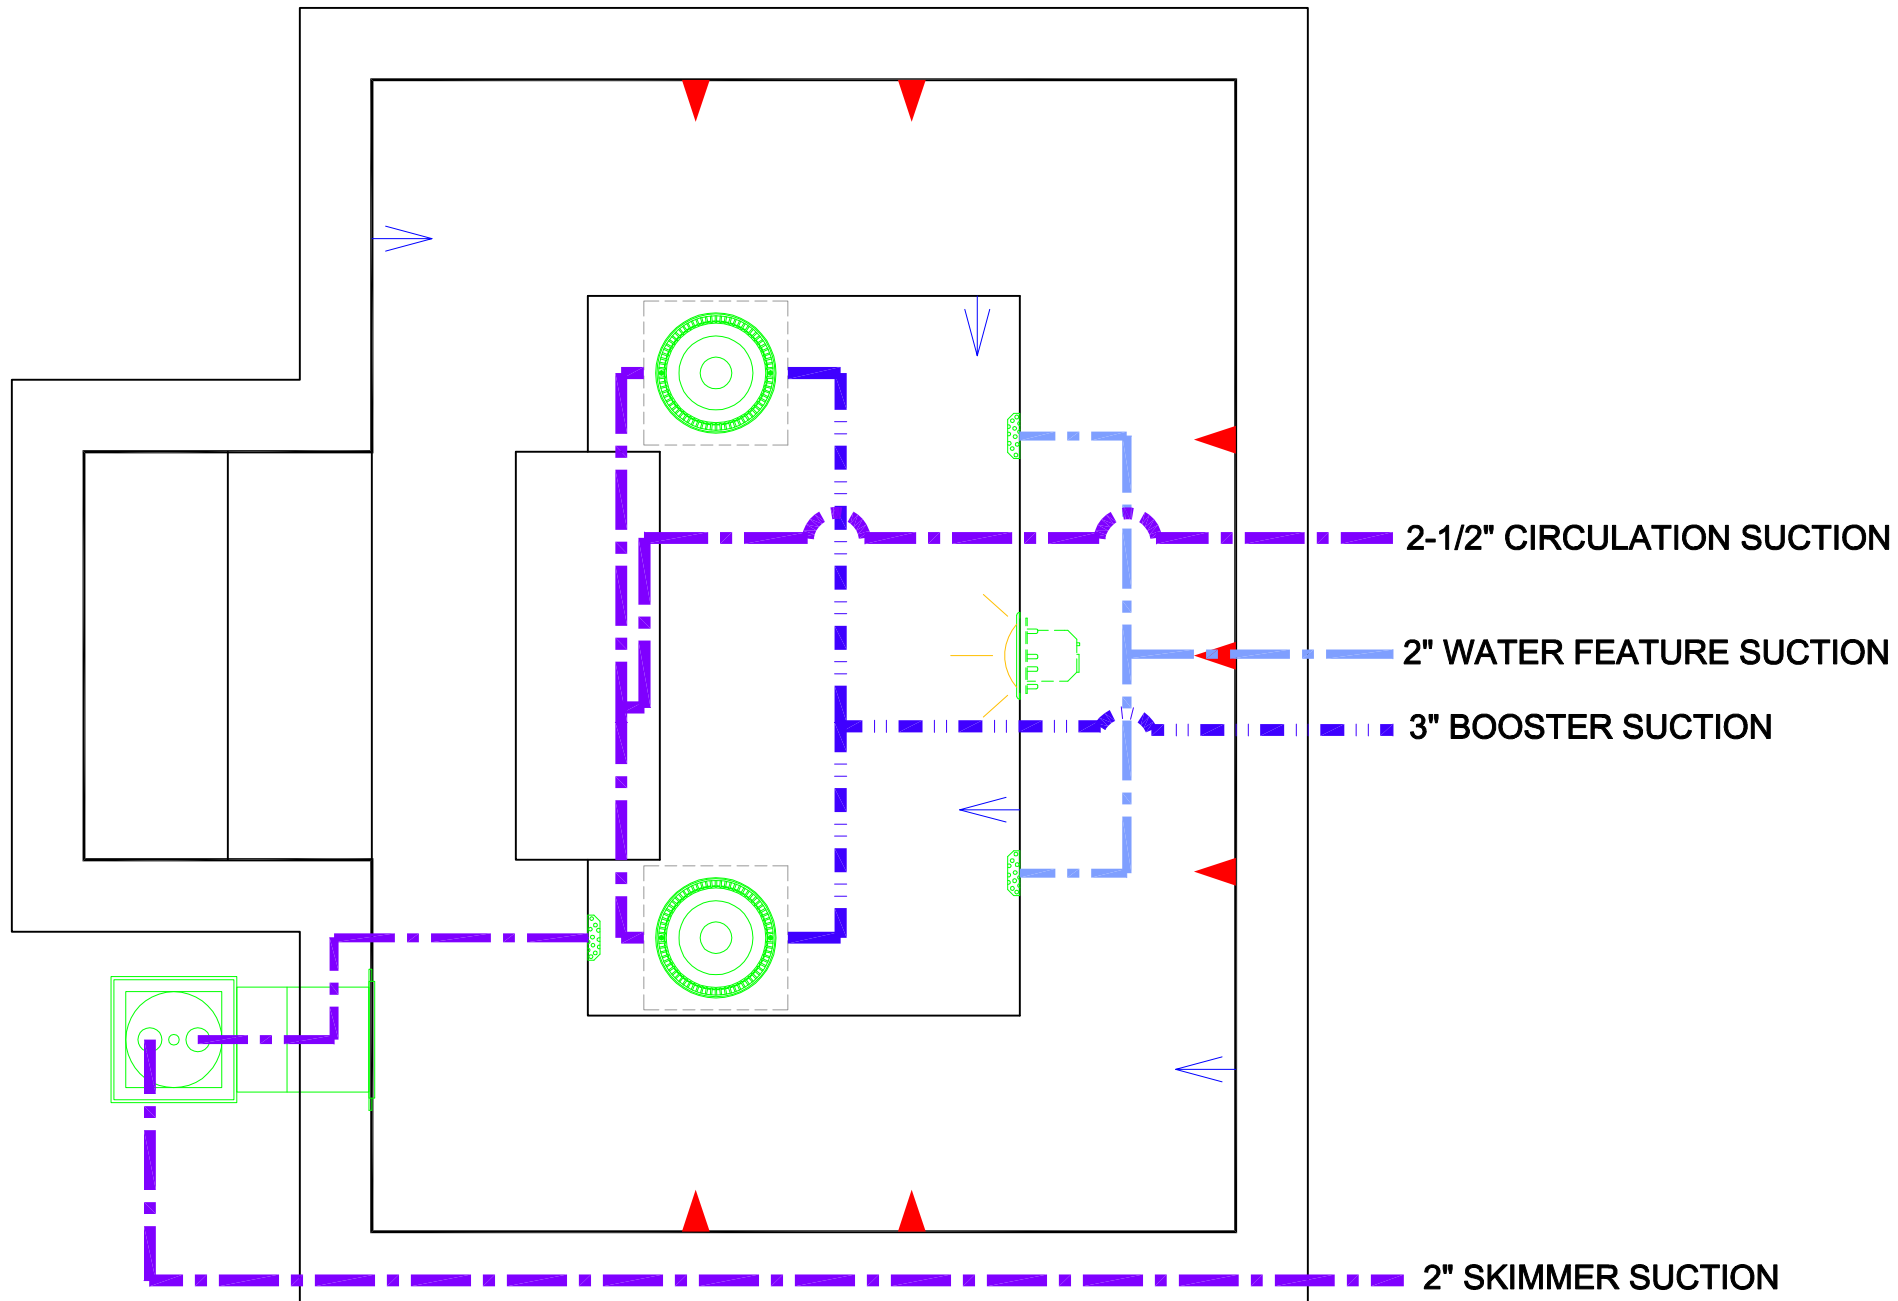 2-1/2" CIRCULATION SUCTION
2" WATER FEATURE SUCTION
3" BOOSTER SUCTION
2" SKIMMER SUCTION